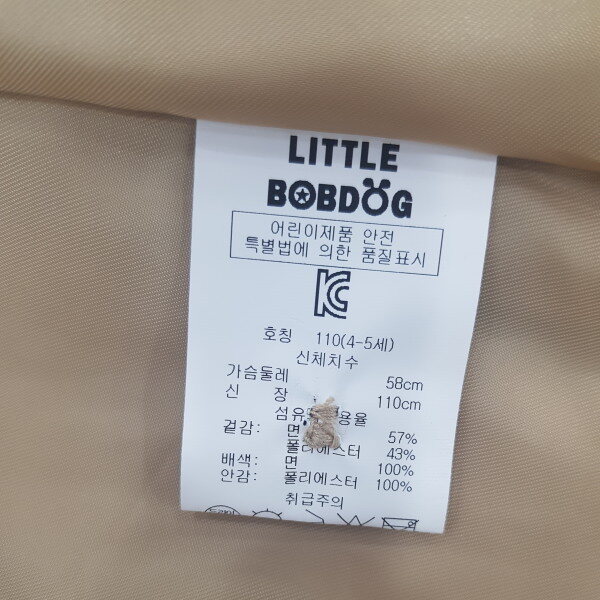 LITTLE
BOBDOG
어린이제품 안전
특별법에 의한 품질표시
KC
호칭 110(4-5세)
신체치수
가슴둘레 58cm
신 장 110cm
섬유 용율
겉감: 면 57%
폴리에스터 43%
배색: 면 100%
안감: 폴리에스터 100%
취급주의